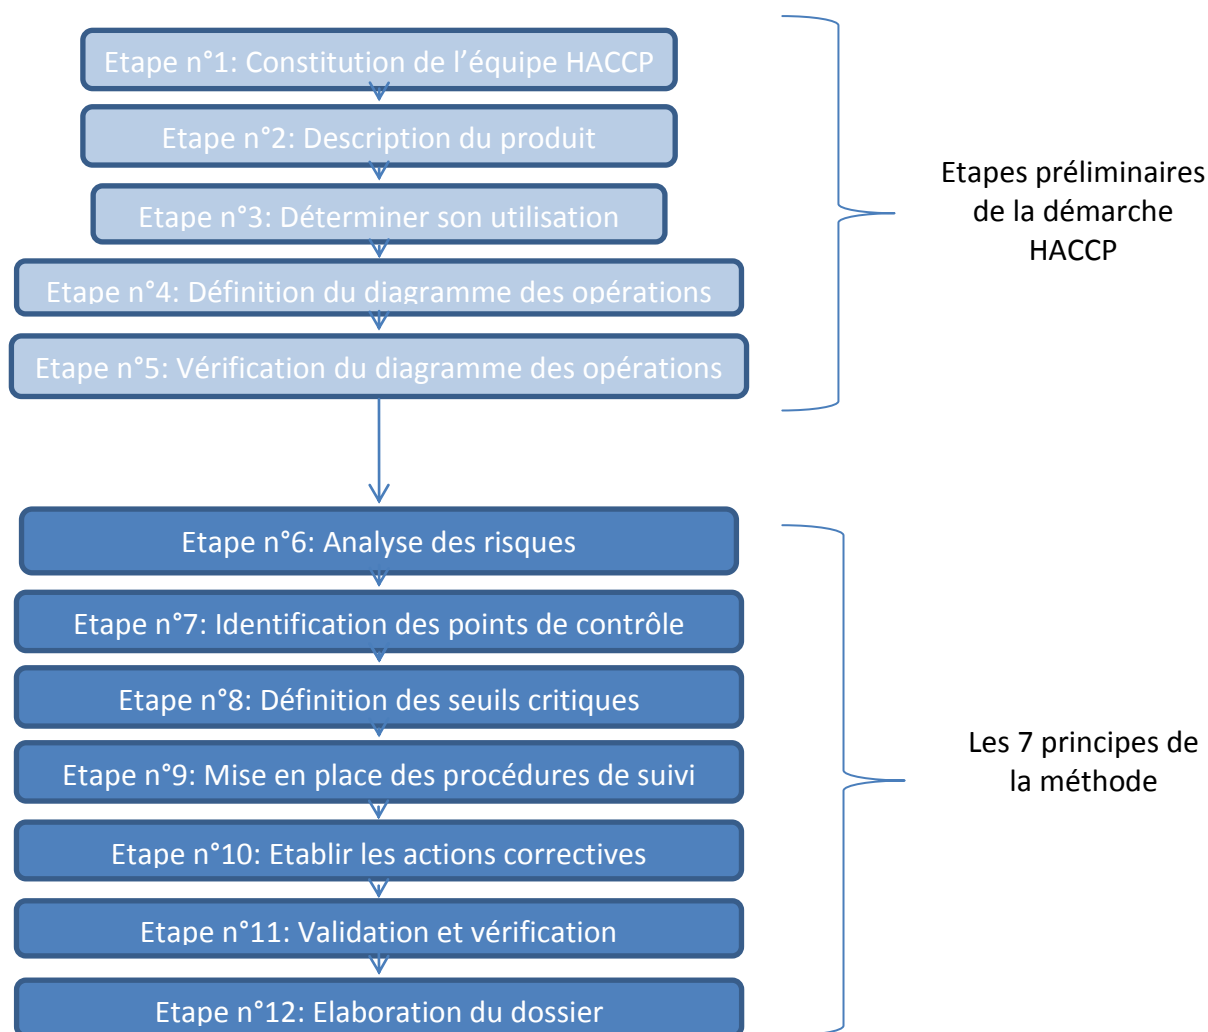 Etape n°1: Constitution de l’équipe HACCP
Etape n°2: Description du produit
Etape n°3: Déterminer son utilisation
Etape n°4: Définition du diagramme des opérations
Etape n°5: Vérification du diagramme des opérations
Etapes préliminaires
de la démarche
HACCP
Etape n°6: Analyse des risques
Etape n°7: Identification des points de contrôle
Etape n°8: Définition des seuils critiques
Etape n°9: Mise en place des procédures de suivi
Etape n°10: Etablir les actions correctives
Etape n°11: Validation et vérification
Etape n°12: Elaboration du dossier
Les 7 principes de
la méthode